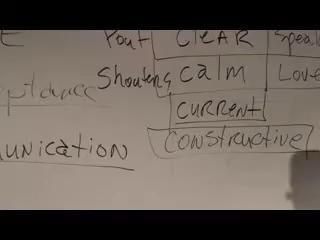 Pout CLEAR Speak
Shouting calm Love
CURRENT
CONSTRUCTIVE
UNICATION